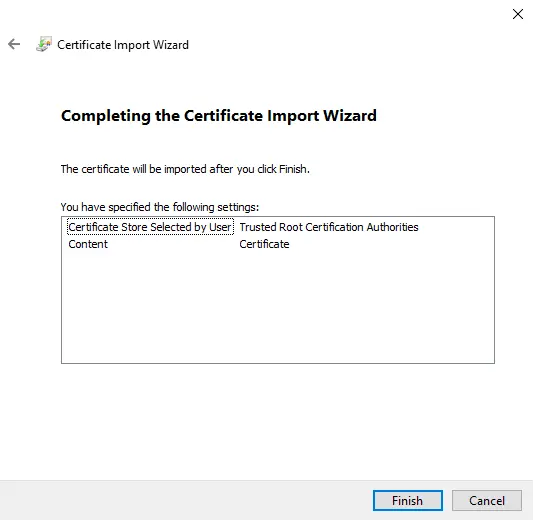 Certificate Import Wizard
Completing the Certificate Import Wizard
The certificate will be imported after you click Finish.
You have specified the following settings:
Certificate Store Selected by User Trusted Root Certification Authorities
Content Certificate
Finish Cancel